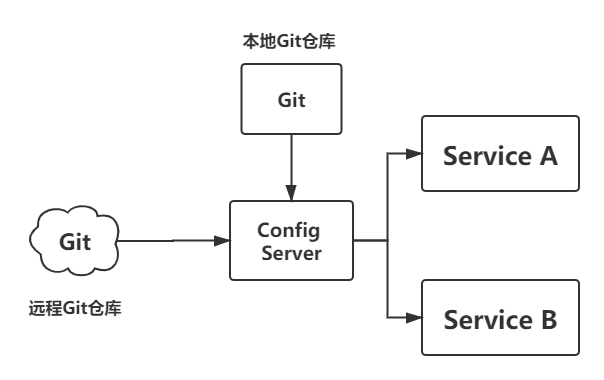 本地Git仓库
Git
Service A
Config
Server
Git
远程Git仓库
Service B